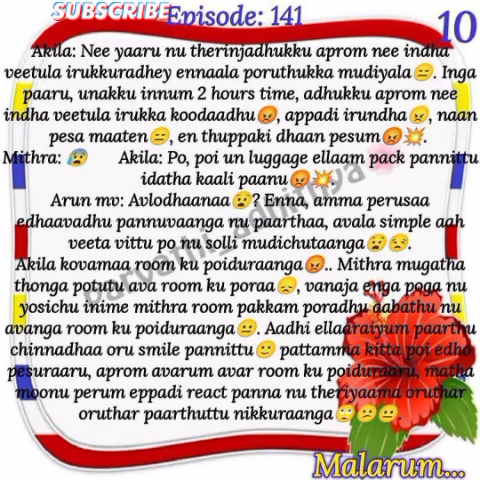 SUBSCRIBE Episode: 141
10
Akila: Nee yaaru nu therinjadhukku aprom nee indha
veetula irukkuradhey ennaala poruthukka mudiyala😑. Inga
paaru, unakku innum 2 hours time, adhukku aprom nee
indha veetula irukka koodaadhu😡, appadi irundha😠, naan
pesa maaten😑, en thuppaki dhaan pesum😡💥.
Mithra: 😰 Akila: Po, poi un luggage ellaam pack pannittu
idatha kaali paanu😡💥.
Arun mv: Avlodhaanaa😧? Enna, amma perusaa
edhaavadhu pannuvaanga nu paarthaa, avala simple aah
veeta vittu po nu solli mudichutaanga😧😒.
Akila kovamaa room ku poiduraanga😡.. Mithra mugatha
thonga potutu ava room ku poraa😞, vanaja enga poga nu
yosichu inime mithra room pakkam poradhu aabathu nu
avanga room ku poiduraanga😐. Aadhi ellaaraiyum paarthu
chinnadhaa oru smile pannittu🙂 pattamma kitta poi edho
pesuraaru, aprom avarum avar room ku poiduraaru, matha
moonu perum eppadi react panna nu theriyaama oruthar
oruthar paarthuttu nikkuraanga🙄😕😐
Malarum...